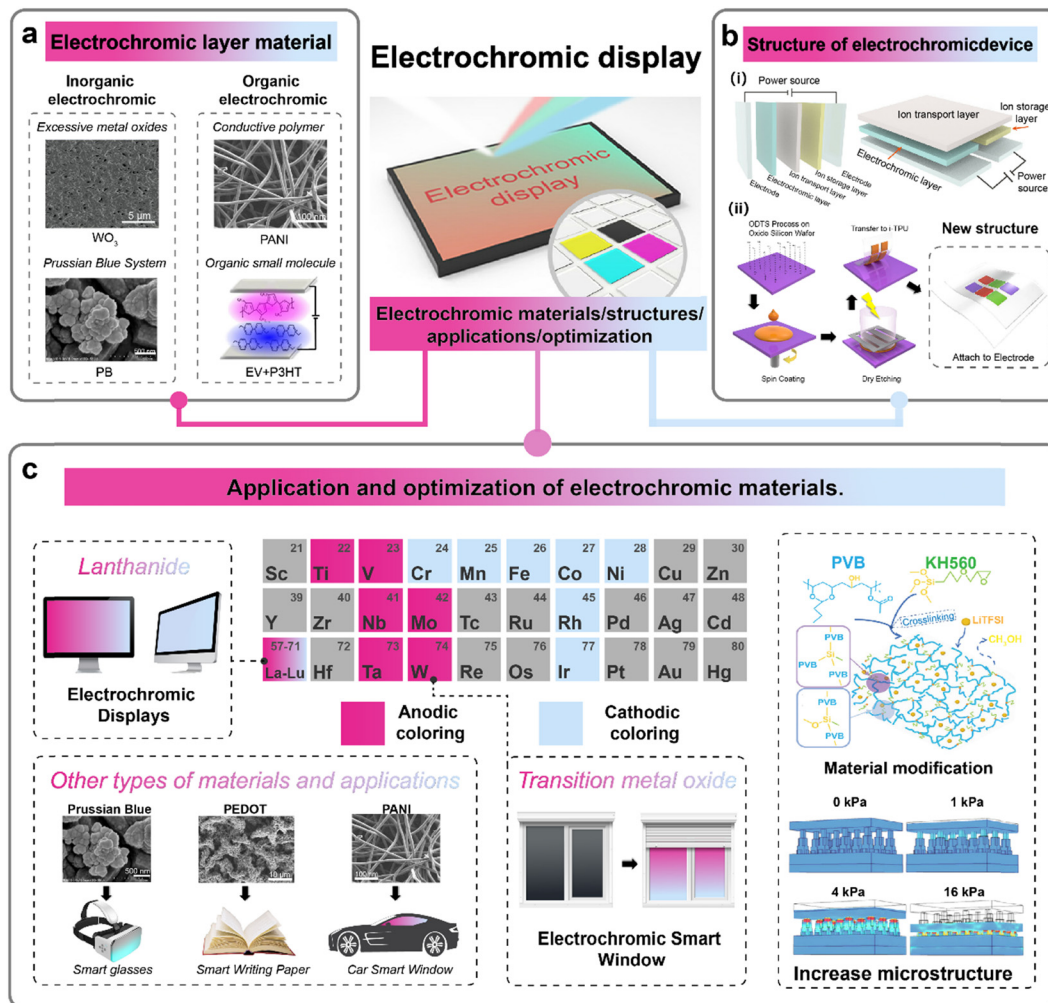 a
Electrochromic layer material
Inorganic
electrochromic
Organic
electrochromic
Excessive metal oxides
5 μm
WO3
Conductive polymer
100 nm
PANI
Prussian Blue System
500 nm
PB
Organic small molecule
EV+P3HT
Electrochromic display
Electrochromic
display
Electrochromic materials/structures/
applications/optimization
b
Structure of electrochromicdevice
(i)
Power source
Electrode
Electrochromic layer
Ion transport layer
Ion storage layer
Electrode
Ion transport layer
Ion storage
layer
Electrochromic layer
Power
source
(ii)
ODTS Process on
Oxide Silicon Wafer
Transfer to i-TPU
New structure
Spin Coating
Dry Etching
Attach to Electrode
c
Application and optimization of electrochromic materials.
Lanthanide
Electrochromic
Displays
21 22 23 24 25 26 27 28 29 30
Sc Ti V Cr Mn Fe Co Ni Cu Zn
39 40 41 42 43 44 45 46 47 48
Y Zr Nb Mo Tc Ru Rh Pd Ag Cd
57-71 72 73 74 75 76 77 78 79 80
La-Lu Hf Ta W Re Os Ir Pt Au Hg
Anodic
coloring
Cathodic
coloring
Other types of materials and applications
Prussian Blue
500 nm
Smart glasses
PEDOT
10 μm
Smart Writing Paper
PANI
100 nm
Car Smart Window
Transition metal oxide
Electrochromic Smart
Window
PVB
KH560
OH
Crosslinking
LiTFSI
CH3OH
PVB
PVB
PVB
PVB
PVB
Material modification
0 kPa
1 kPa
4 kPa
16 kPa
Increase microstructure